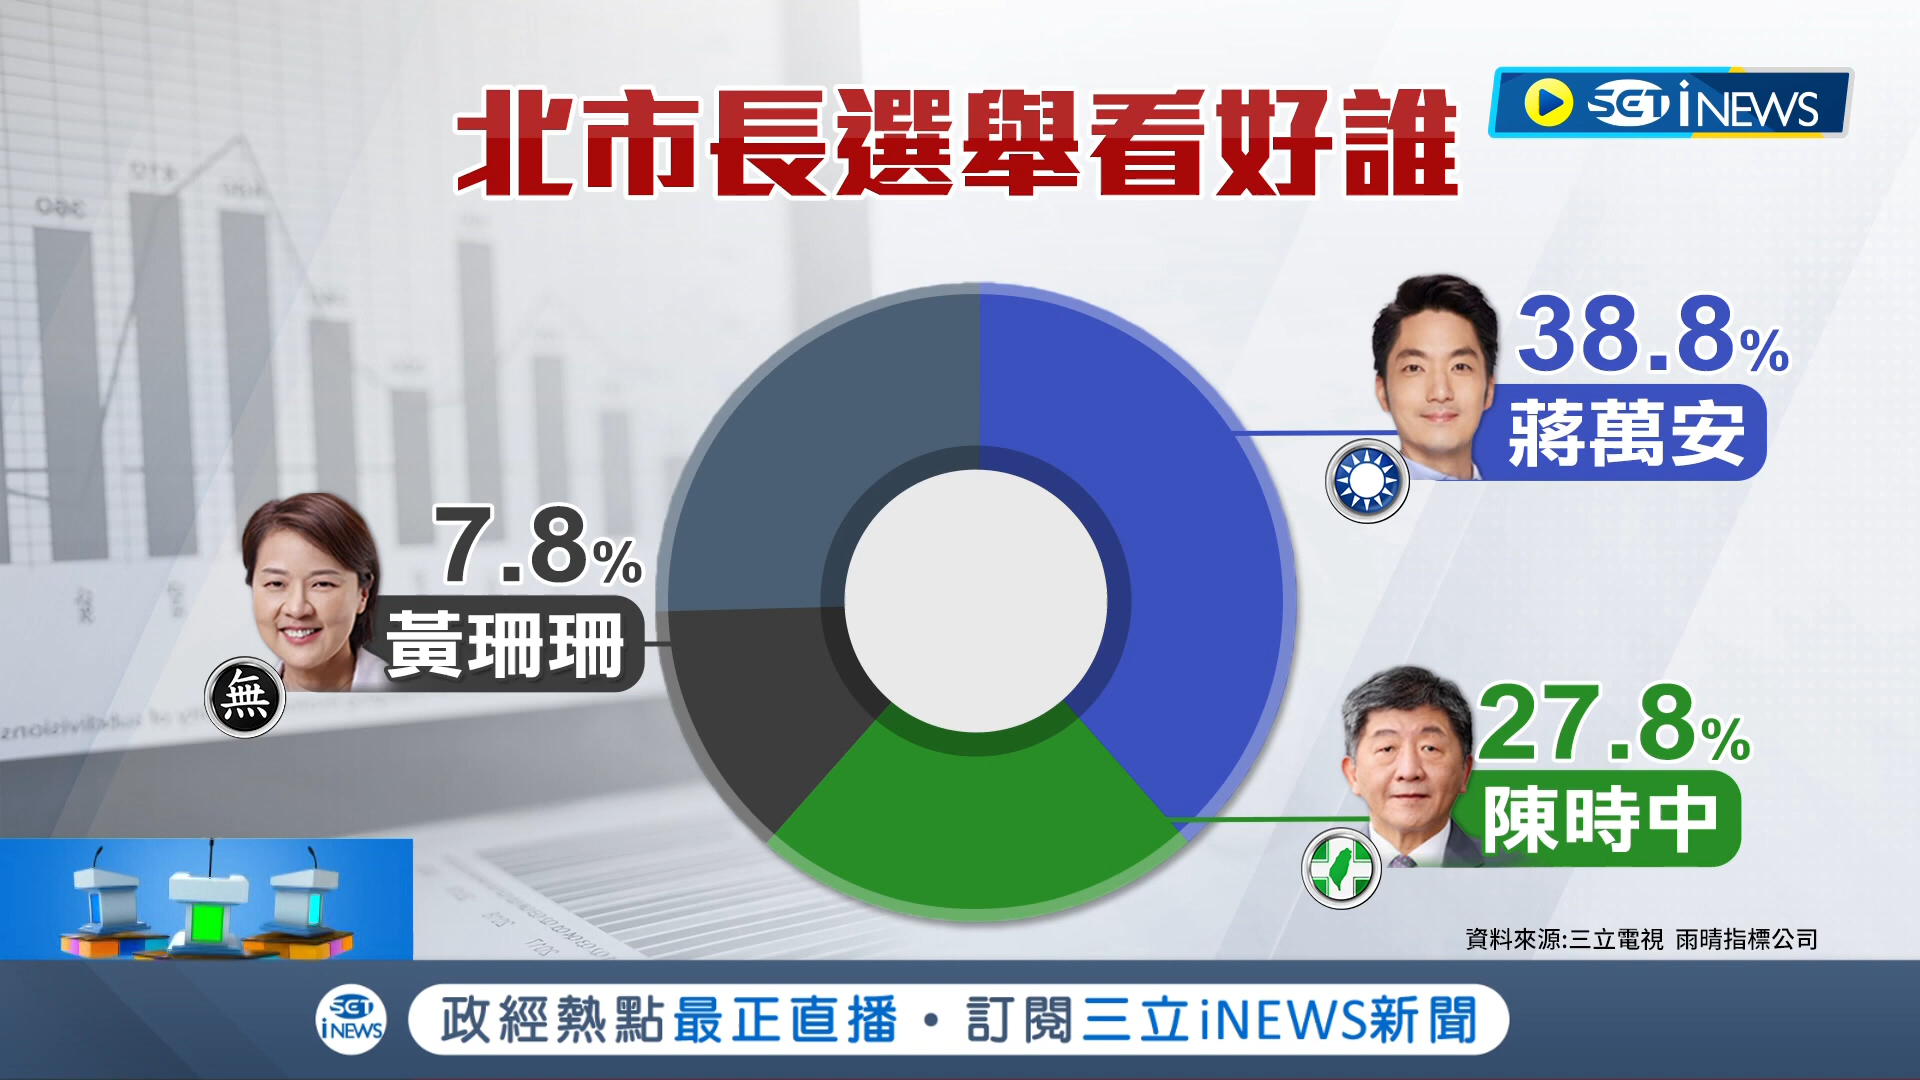 北市長選舉看好誰
SET iNEWS
38.8%
蔣萬安
7.8%
黃珊珊
無
27.8%
陳時中
資料來源:三立電視 雨晴指標公司
SET iNEWS
政經熱點最正直播・訂閱三立iNEWS新聞